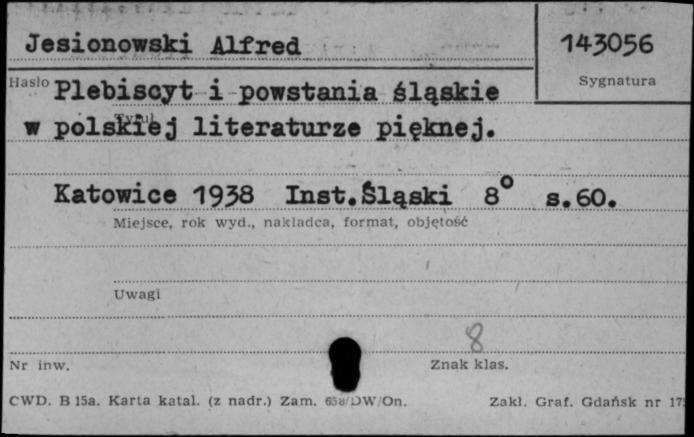 Jesionowski Alfred
143056
Hasło
Sygnatura
Plebiscyt i powstania śląskie
Tytuł
w polskiej literaturze pięknej.
Katowice 1938 Inst.Śląski 8° s.60.
Miejsce, rok wyd., nakładca, format, objętość
Uwagi
8
Nr inw.
Znak klas.
CWD. B 15a. Karta katal. (z nadr.) Zam. 658/DW/On.
Zakł. Graf. Gdańsk nr